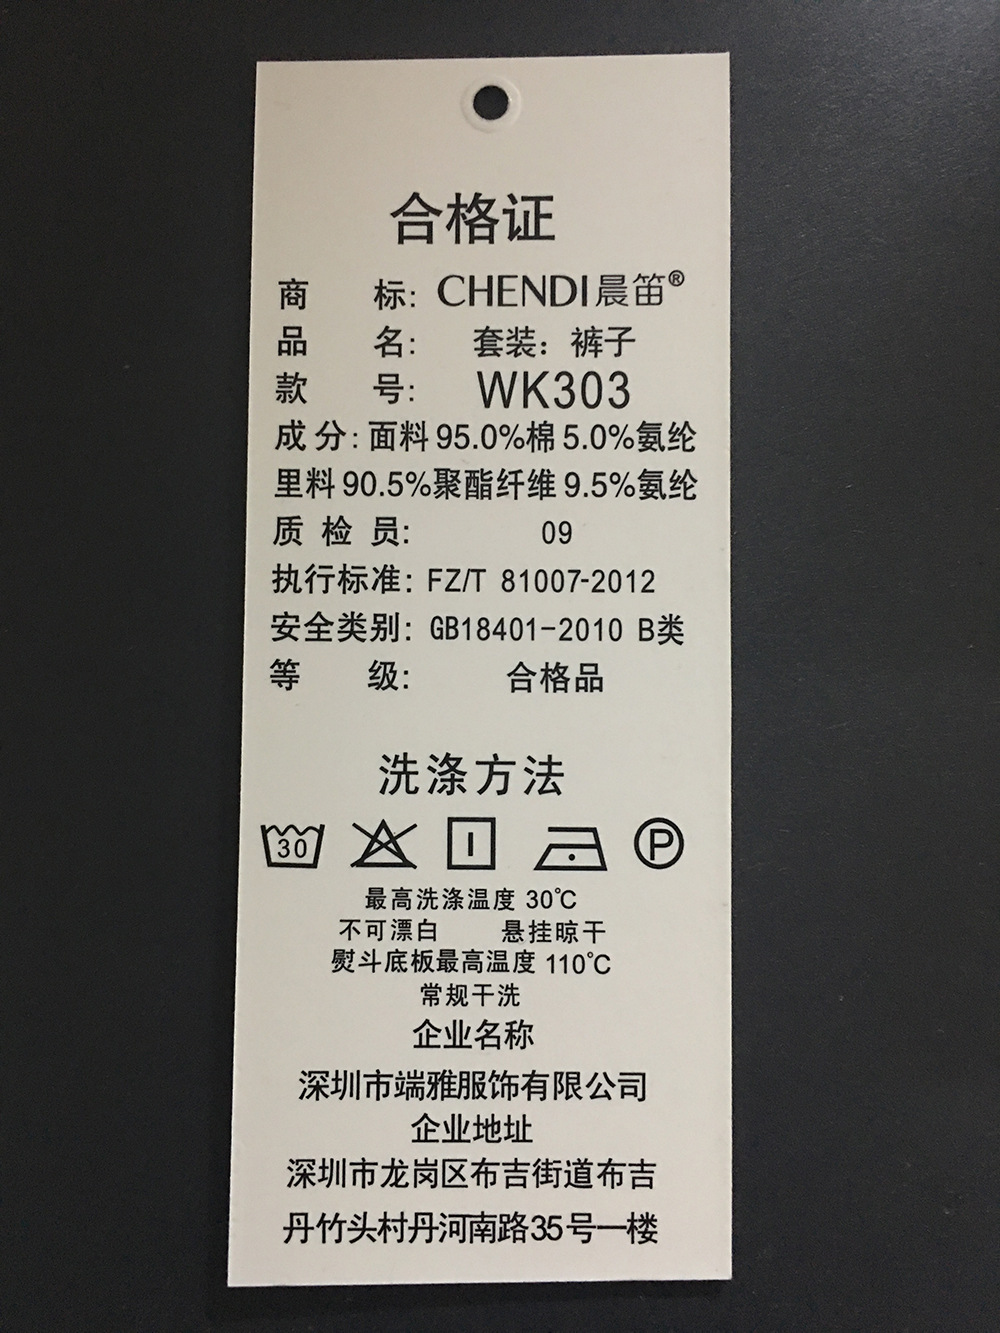 合格证
商 标: CHENDI晨笛®
品 名: 套装：裤子
款 号: WK303
成分: 面料 95.0%棉 5.0%氨纶
里料 90.5%聚酯纤维 9.5%氨纶
质检员: 09
执行标准: FZ/T 81007-2012
安全类别: GB18401-2010 B类
等 级: 合格品
洗涤方法
30 P
最高洗涤温度 30℃
不可漂白 悬挂晾干
熨斗底板最高温度 110℃
常规干洗
企业名称
深圳市端雅服饰有限公司
企业地址
深圳市龙岗区布吉街道布吉
丹竹头村丹河南路35号一楼